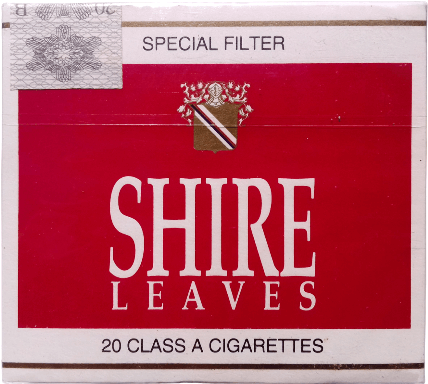 SPECIAL FILTER
SHIRE
LEAVES
20 CLASS A CIGARETTES